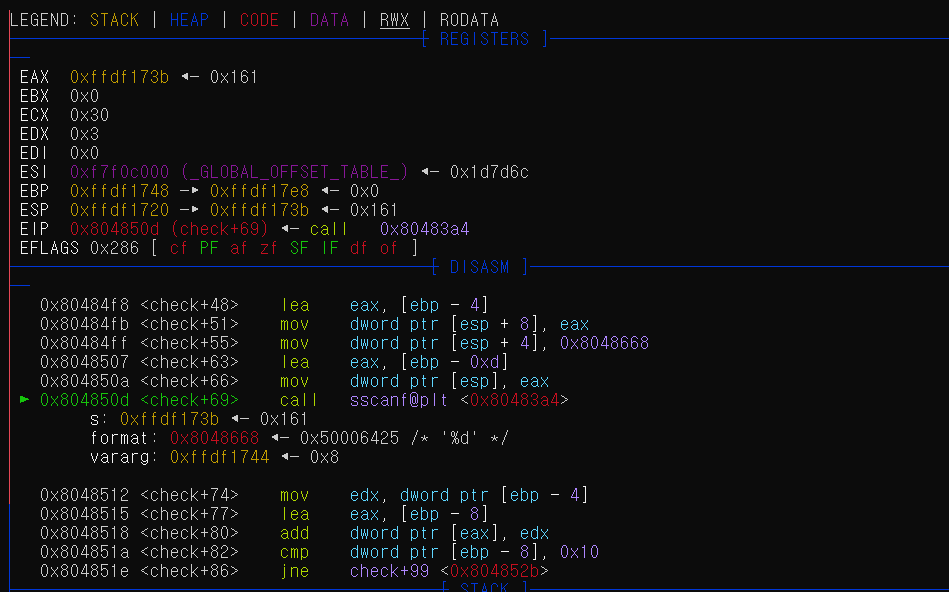 LEGEND: STACK | HEAP | CODE | DATA | RWX | RODATA
[ REGISTERS ]
EAX 0xffdf173b ◂— 0x161
EBX 0x0
ECX 0x30
EDX 0x3
EDI 0x0
ESI 0xf7f0c000 (_GLOBAL_OFFSET_TABLE_) ◂— 0x1d7d6c
EBP 0xffdf1748 —▸ 0xffdf17e8 ◂— 0x0
ESP 0xffdf1720 —▸ 0xffdf173b ◂— 0x161
EIP 0x804850d (check+69) ◂— call 0x80483a4
EFLAGS 0x286 [ cf PF af zf SF IF df of ]
[ DISASM ]
0x80484f8 <check+48> lea eax, [ebp - 4]
0x80484fb <check+51> mov dword ptr [esp + 8], eax
0x80484ff <check+55> mov dword ptr [esp + 4], 0x8048668
0x8048507 <check+63> lea eax, [ebp - 0xd]
0x804850a <check+66> mov dword ptr [esp], eax
► 0x804850d <check+69> call sscanf@plt <0x80483a4>
s: 0xffdf173b ◂— 0x161
format: 0x8048668 ◂— 0x50006425 /* '%d' */
vararg: 0xffdf1744 ◂— 0x8
0x8048512 <check+74> mov edx, dword ptr [ebp - 4]
0x8048515 <check+77> lea eax, [ebp - 8]
0x8048518 <check+80> add dword ptr [eax], edx
0x804851a <check+82> cmp dword ptr [ebp - 8], 0x10
0x804851e <check+86> jne check+99 <0x804852b>
[ STACK ]